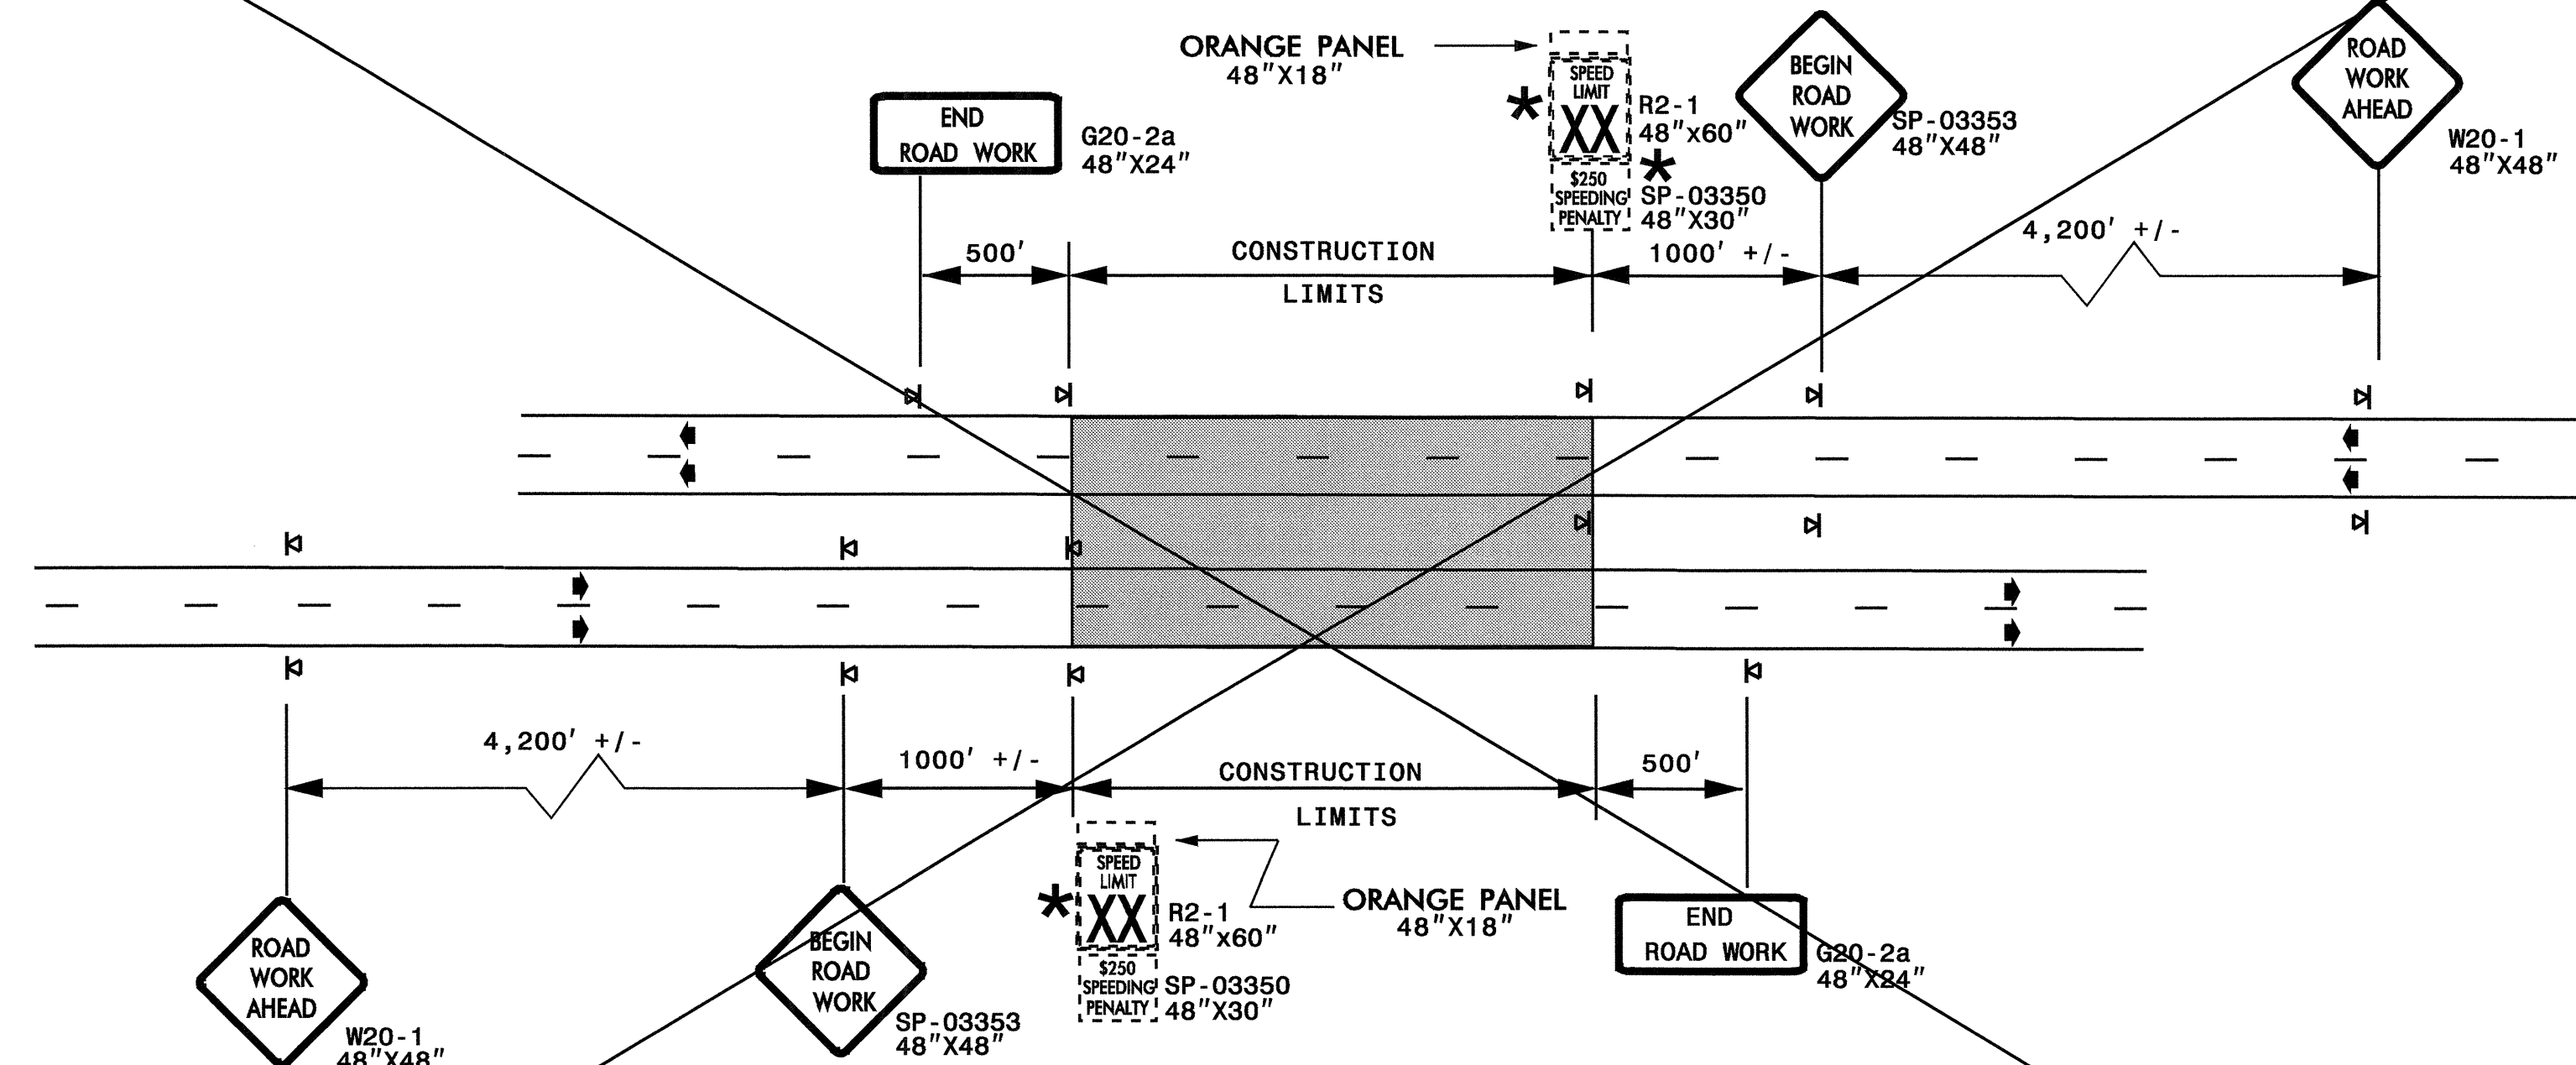 ORANGE PANEL
48"X18"
END
ROAD WORK
G20-2a
48"X24"
SPEED
LIMIT
XX
*
R2-1
48"x60"
*
$250
SPEEDING
PENALTY
SP-03350
48"X30"
BEGIN
ROAD
WORK
SP-03353
48"X48"
ROAD
WORK
AHEAD
W20-1
48"X48"
500'
CONSTRUCTION
LIMITS
1000' +/-
4,200' +/-
4,200' +/-
1000' +/-
CONSTRUCTION
LIMITS
500'
ROAD
WORK
AHEAD
W20-1
48"X48"
BEGIN
ROAD
WORK
SP-03353
48"X48"
*
SPEED
LIMIT
XX
R2-1
48"x60"
$250
SPEEDING
PENALTY
SP-03350
48"X30"
ORANGE PANEL
48"X18"
END
ROAD WORK
G20-2a
48"X24"